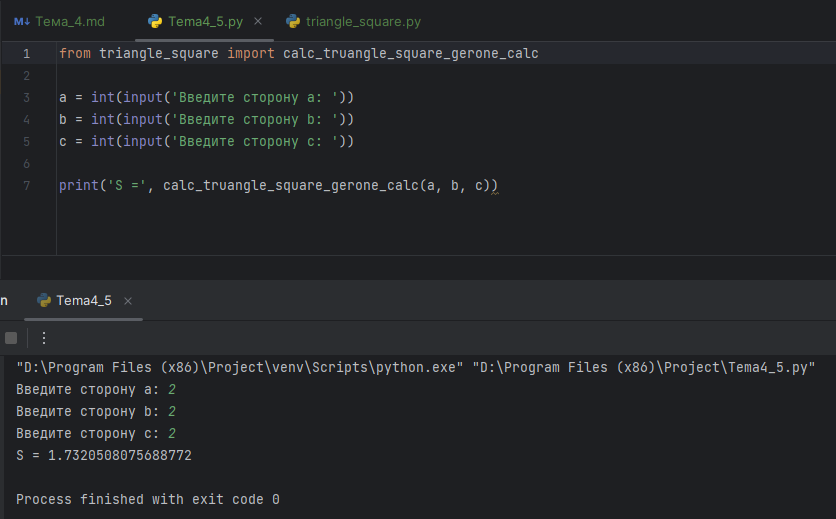 M↓ Тема_4.md Tema4_5.py × triangle_square.py
1 from triangle_square import calc_truangle_square_gerone_calc
2
3 a = int(input('Введите сторону a: '))
4 b = int(input('Введите сторону b: '))
5 c = int(input('Введите сторону c: '))
6
7 print('S =', calc_truangle_square_gerone_calc(a, b, c))
n Tema4_5 ×
"D:\Program Files (x86)\Project\venv\Scripts\python.exe" "D:\Program Files (x86)\Project\Tema4_5.py"
Введите сторону a: 2
Введите сторону b: 2
Введите сторону c: 2
S = 1.7320508075688772
Process finished with exit code 0